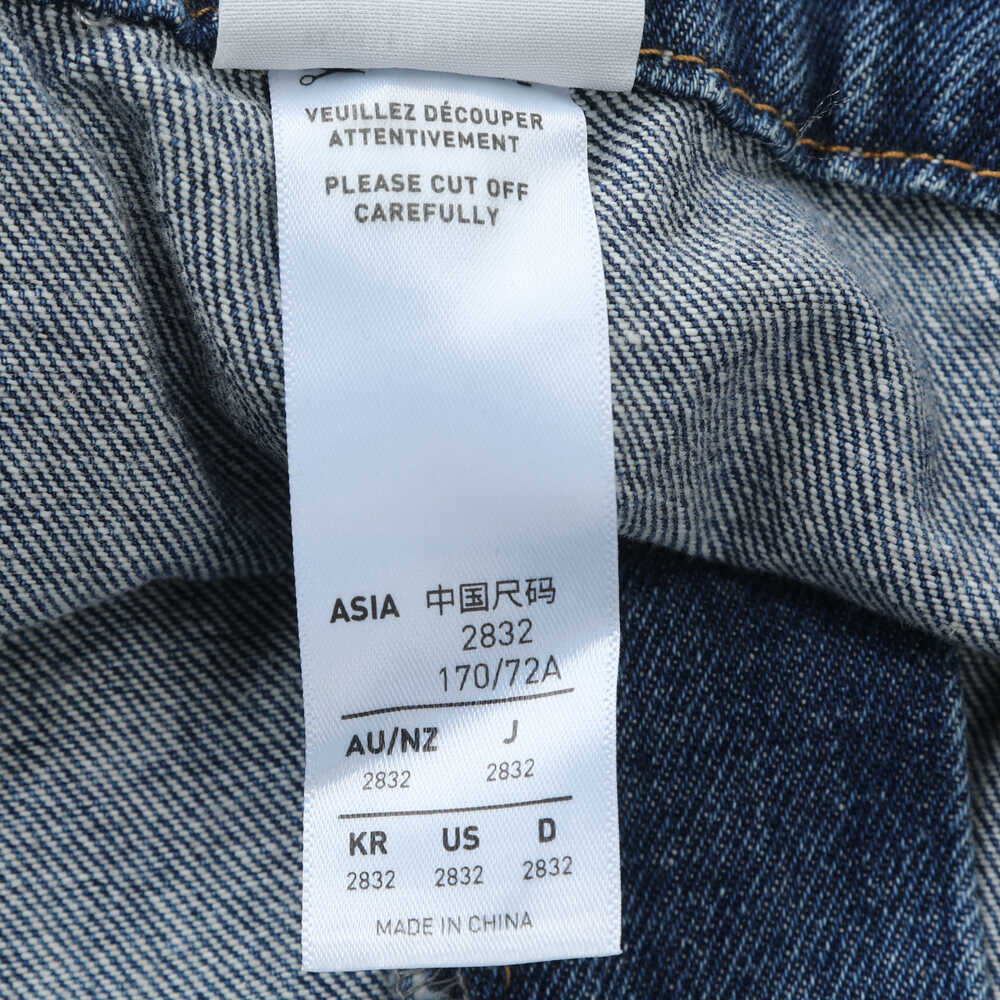 VEUILLEZ DÉCOUPER
ATTENTIVEMENT
PLEASE CUT OFF
CAREFULLY
ASIA 中国尺码
2832
170/72A
AU/NZ J
2832 2832
KR US D
2832 2832 2832
MADE IN CHINA